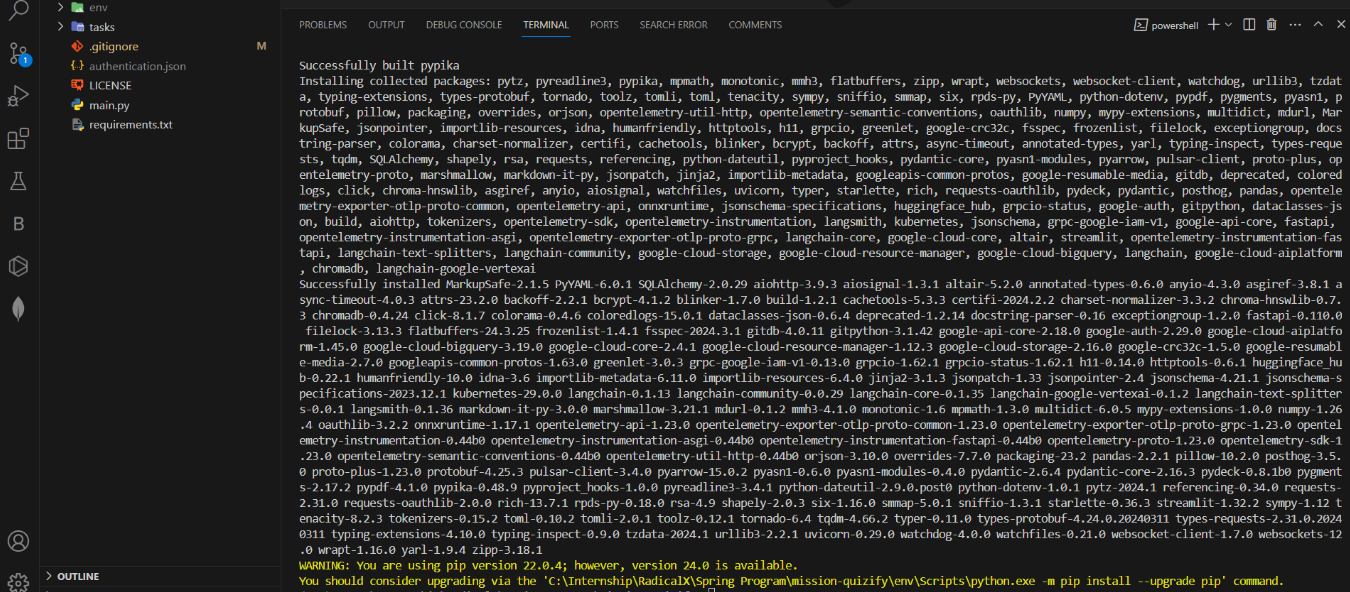 env
tasks
.gitignore M
authentication.json
LICENSE
main.py
requirements.txt
OUTLINE
1
B
PROBLEMS OUTPUT DEBUG CONSOLE TERMINAL PORTS SEARCH ERROR COMMENTS
powershell
Successfully built pypika
Installing collected packages: pytz, pyreadline3, pypika, mpmath, monotonic, mmh3, flatbuffers, zipp, wrapt, websockets, websocket-client, watchdog, urllib3, tzdat
a, typing-extensions, types-protobuf, tornado, toolz, tomli, toml, tenacity, sympy, sniffio, smmap, six, rpds-py, PyYAML, python-dotenv, pypdf, pygments, pyasn1, p
rotobuf, pillow, packaging, overrides, orjson, opentelemetry-util-http, opentelemetry-semantic-conventions, oauthlib, numpy, mypy-extensions, multidict, mdurl, Mar
kupSafe, jsonpointer, importlib-resources, idna, humanfriendly, httptools, h11, grpcio, greenlet, google-crc32c, fsspec, frozenlist, filelock, exceptiongroup, docs
tring-parser, colorama, charset-normalizer, certifi, cachetools, blinker, bcrypt, backoff, attrs, async-timeout, annotated-types, yarl, typing-inspect, types-reque
sts, tqdm, SQLAlchemy, shapely, rsa, requests, referencing, python-dateutil, pyproject_hooks, pydantic-core, pyasn1-modules, pyarrow, pulsar-client, proto-plus, op
entelemetry-proto, marshmallow, markdown-it-py, jsonpatch, jinja2, importlib-metadata, googleapis-common-protos, google-resumable-media, gitdb, deprecated, colored
logs, click, chroma-hnswlib, asgiref, anyio, aiosignal, watchfiles, uvicorn, typer, starlette, rich, requests-oauthlib, pydeck, pydantic, posthog, pandas, opentele
metry-exporter-otlp-proto-common, opentelemetry-api, onnxruntime, jsonschema-specifications, huggingface_hub, grpcio-status, google-auth, gitpython, dataclasses-js
on, build, aiohttp, tokenizers, opentelemetry-sdk, opentelemetry-instrumentation, langsmith, kubernetes, jsonschema, grpc-google-iam-v1, google-api-core, fastapi, 
opentelemetry-instrumentation-asgi, opentelemetry-exporter-otlp-proto-grpc, langchain-core, google-cloud-core, altair, streamlit, opentelemetry-instrumentation-fas
tapi, langchain-text-splitters, langchain-community, google-cloud-storage, google-cloud-resource-manager, google-cloud-bigquery, langchain, google-cloud-aiplatform
, chromadb, langchain-google-vertexai
Successfully installed MarkupSafe-2.1.5 PyYAML-6.0.1 SQLAlchemy-2.0.29 aiohttp-3.9.3 aiosignal-1.3.1 altair-5.2.0 annotated-types-0.6.0 anyio-4.3.0 asgiref-3.8.1 a
sync-timeout-4.0.3 attrs-23.2.0 backoff-2.2.1 bcrypt-4.1.2 blinker-1.7.0 build-1.2.1 cachetools-5.3.3 certifi-2024.2.2 charset-normalizer-3.3.2 chroma-hnswlib-0.7.
3 chromadb-0.4.24 click-8.1.7 colorama-0.4.6 coloredlogs-15.0.1 dataclasses-json-0.6.4 deprecated-1.2.14 docstring-parser-0.16 exceptiongroup-1.2.0 fastapi-0.110.0
filelock-3.13.3 flatbuffers-24.3.25 frozenlist-1.4.1 fsspec-2024.3.1 gitdb-4.0.11 gitpython-3.1.42 google-api-core-2.18.0 google-auth-2.29.0 google-cloud-aiplatfo
rm-1.45.0 google-cloud-bigquery-3.19.0 google-cloud-core-2.4.1 google-cloud-resource-manager-1.12.3 google-cloud-storage-2.16.0 google-crc32c-1.5.0 google-resumabl
e-media-2.7.0 googleapis-common-protos-1.63.0 greenlet-3.0.3 grpc-google-iam-v1-0.13.0 grpcio-1.62.1 grpcio-status-1.62.1 h11-0.14.0 httptools-0.6.1 huggingface_hu
b-0.22.1 humanfriendly-10.0 idna-3.6 importlib-metadata-6.11.0 importlib-resources-6.4.0 jinja2-3.1.3 jsonpatch-1.33 jsonpointer-2.4 jsonschema-4.21.1 jsonschema-s
pecifications-2023.12.1 kubernetes-29.0.0 langchain-0.1.13 langchain-community-0.0.29 langchain-core-0.1.35 langchain-google-vertexai-0.1.2 langchain-text-splitter
s-0.0.1 langsmith-0.1.36 markdown-it-py-3.0.0 marshmallow-3.21.1 mdurl-0.1.2 mmh3-4.1.0 monotonic-1.6 mpmath-1.3.0 multidict-6.0.5 mypy-extensions-1.0.0 numpy-1.26
.4 oauthlib-3.2.2 onnxruntime-1.17.1 opentelemetry-api-1.23.0 opentelemetry-exporter-otlp-proto-common-1.23.0 opentelemetry-exporter-otlp-proto-grpc-1.23.0 opentel
emetry-instrumentation-0.44b0 opentelemetry-instrumentation-asgi-0.44b0 opentelemetry-instrumentation-fastapi-0.44b0 opentelemetry-proto-1.23.0 opentelemetry-sdk-1
.23.0 opentelemetry-semantic-conventions-0.44b0 opentelemetry-util-http-0.44b0 orjson-3.10.0 overrides-7.7.0 packaging-23.2 pandas-2.2.1 pillow-10.2.0 posthog-3.5.
0 proto-plus-1.23.0 protobuf-4.25.3 pulsar-client-3.4.0 pyarrow-15.0.2 pyasn1-0.6.0 pyasn1-modules-0.4.0 pydantic-2.6.4 pydantic-core-2.16.3 pydeck-0.8.1b0 pygment
s-2.17.2 pypdf-4.1.0 pypika-0.48.9 pyproject_hooks-1.0.0 pyreadline3-3.4.1 python-dateutil-2.9.0.post0 python-dotenv-1.0.1 pytz-2024.1 referencing-0.34.0 requests-
2.31.0 requests-oauthlib-2.0.0 rich-13.7.1 rpds-py-0.18.0 rsa-4.9 shapely-2.0.3 six-1.16.0 smmap-5.0.1 sniffio-1.3.1 starlette-0.36.3 streamlit-1.32.2 sympy-1.12 t
enacity-8.2.3 tokenizers-0.15.2 toml-0.10.2 tomli-2.0.1 toolz-0.12.1 tornado-6.4 tqdm-4.66.2 typer-0.11.0 types-protobuf-4.24.0.20240311 types-requests-2.31.0.2024
0311 typing-extensions-4.10.0 typing-inspect-0.9.0 tzdata-2024.1 urllib3-2.2.1 uvicorn-0.29.0 watchdog-4.0.0 watchfiles-0.21.0 websocket-client-1.7.0 websockets-12
.0 wrapt-1.16.0 yarl-1.9.4 zipp-3.18.1
WARNING: You are using pip version 22.0.4; however, version 24.0 is available.
You should consider upgrading via the 'C:\Internship\RadicalX\Spring Program\mission-quizify\env\Scripts\python.exe -m pip install --upgrade pip' command.